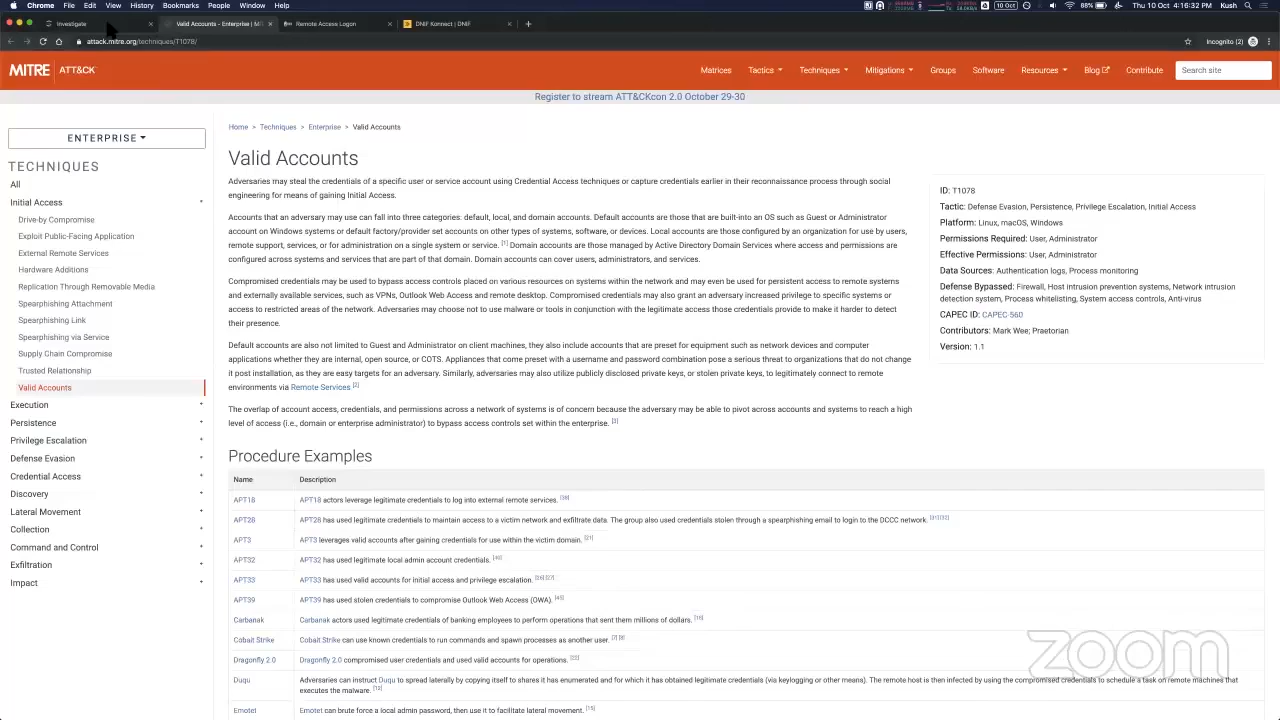 Chrome File Edit View History Bookmarks People Window Help
88% Thu 10 Oct 4:16:32 PM Kush
Investigate
Valid Accounts - Enterprise | M
Remote Access Logon
DNIF Konnect | DNIF
attack.mitre.org/techniques/T1078/
Incognito (2)
MITRE ATT&CK
Matrices Tactics Techniques Mitigations Groups Software Resources Blog Contribute Search site
Register to stream ATT&CKcon 2.0 October 29-30
ENTERPRISE
TECHNIQUES
All
Initial Access
Drive-by Compromise
Exploit Public-Facing Application
External Remote Services
Hardware Additions
Replication Through Removable Media
Spearphishing Attachment
Spearphishing Link
Spearphishing via Service
Supply Chain Compromise
Trusted Relationship
Valid Accounts
Execution
Persistence
Privilege Escalation
Defense Evasion
Credential Access
Discovery
Lateral Movement
Collection
Command and Control
Exfiltration
Impact
Home > Techniques > Enterprise > Valid Accounts
Valid Accounts
Adversaries may steal the credentials of a specific user or service account using Credential Access techniques or capture credentials earlier in their reconnaissance process through social
engineering for means of gaining Initial Access.
Accounts that an adversary may use can fall into three categories: default, local, and domain accounts. Default accounts are those that are built-into an OS such as Guest or Administrator
account on Windows systems or default factory/provider set accounts on other types of systems, software, or devices. Local accounts are those configured by an organization for use by users,
remote support, services, or for administration on a single system or service. [1] Domain accounts are those managed by Active Directory Domain Services where access and permissions are
configured across systems and services that are part of that domain. Domain accounts can cover users, administrators, and services.
Compromised credentials may be used to bypass access controls placed on various resources on systems within the network and may even be used for persistent access to remote systems
and externally available services, such as VPNs, Outlook Web Access and remote desktop. Compromised credentials may also grant an adversary increased privilege to specific systems or
access to restricted areas of the network. Adversaries may choose not to use malware or tools in conjunction with the legitimate access those credentials provide to make it harder to detect
their presence.
Default accounts are also not limited to Guest and Administrator on client machines, they also include accounts that are preset for equipment such as network devices and computer
applications whether they are internal, open source, or COTS. Appliances that come preset with a username and password combination pose a serious threat to organizations that do not change
it post installation, as they are easy targets for an adversary. Similarly, adversaries may also utilize publicly disclosed private keys, or stolen private keys, to legitimately connect to remote
environments via Remote Services [2]
The overlap of account access, credentials, and permissions across a network of systems is of concern because the adversary may be able to pivot across accounts and systems to reach a high
level of access (i.e., domain or enterprise administrator) to bypass access controls set within the enterprise. [3]
ID: T1078
Tactic: Defense Evasion, Persistence, Privilege Escalation, Initial Access
Platform: Linux, macOS, Windows
Permissions Required: User, Administrator
Effective Permissions: User, Administrator
Data Sources: Authentication logs, Process monitoring
Defense Bypassed: Firewall, Host intrusion prevention systems, Network intrusion
detection system, Process whitelisting, System access controls, Anti-virus
CAPEC ID: CAPEC-560
Contributors: Mark Wee; Praetorian
Version: 1.1
Procedure Examples
Name Description
APT18 APT18 actors leverage legitimate credentials to log into external remote services.
APT28 APT28 has used legitimate credentials to maintain access to a victim network and exfiltrate data. The group also used credentials stolen through a spearphishing email to login to the DCCC network.
APT3 APT3 leverages valid accounts after gaining credentials for use within the victim domain. [21]
APT32 APT32 has used legitimate local admin account credentials.
APT33 APT33 has used valid accounts for initial access and privilege escalation.
APT39 APT39 has used stolen credentials to compromise Outlook Web Access (OWA).
Carbanak Carbanak actors used legitimate credentials of banking employees to perform operations that sent them millions of dollars.
Cobalt Strike Cobalt Strike can use known credentials to run commands and spawn processes as another user.
Dragonfly 2.0 Dragonfly 2.0 compromised user credentials and used valid accounts for operations.
Duqu Adversaries can instruct Duqu to spread laterally by copying itself to shares it has enumerated and for which it has obtained legitimate credentials (via keylogging or other means). The remote host is then infected by using the compromised credentials to schedule a task on remote machines that
executes the malware.
Emotet Emotet can brute force a local admin password, then use it to facilitate lateral movement. [15]
zoom